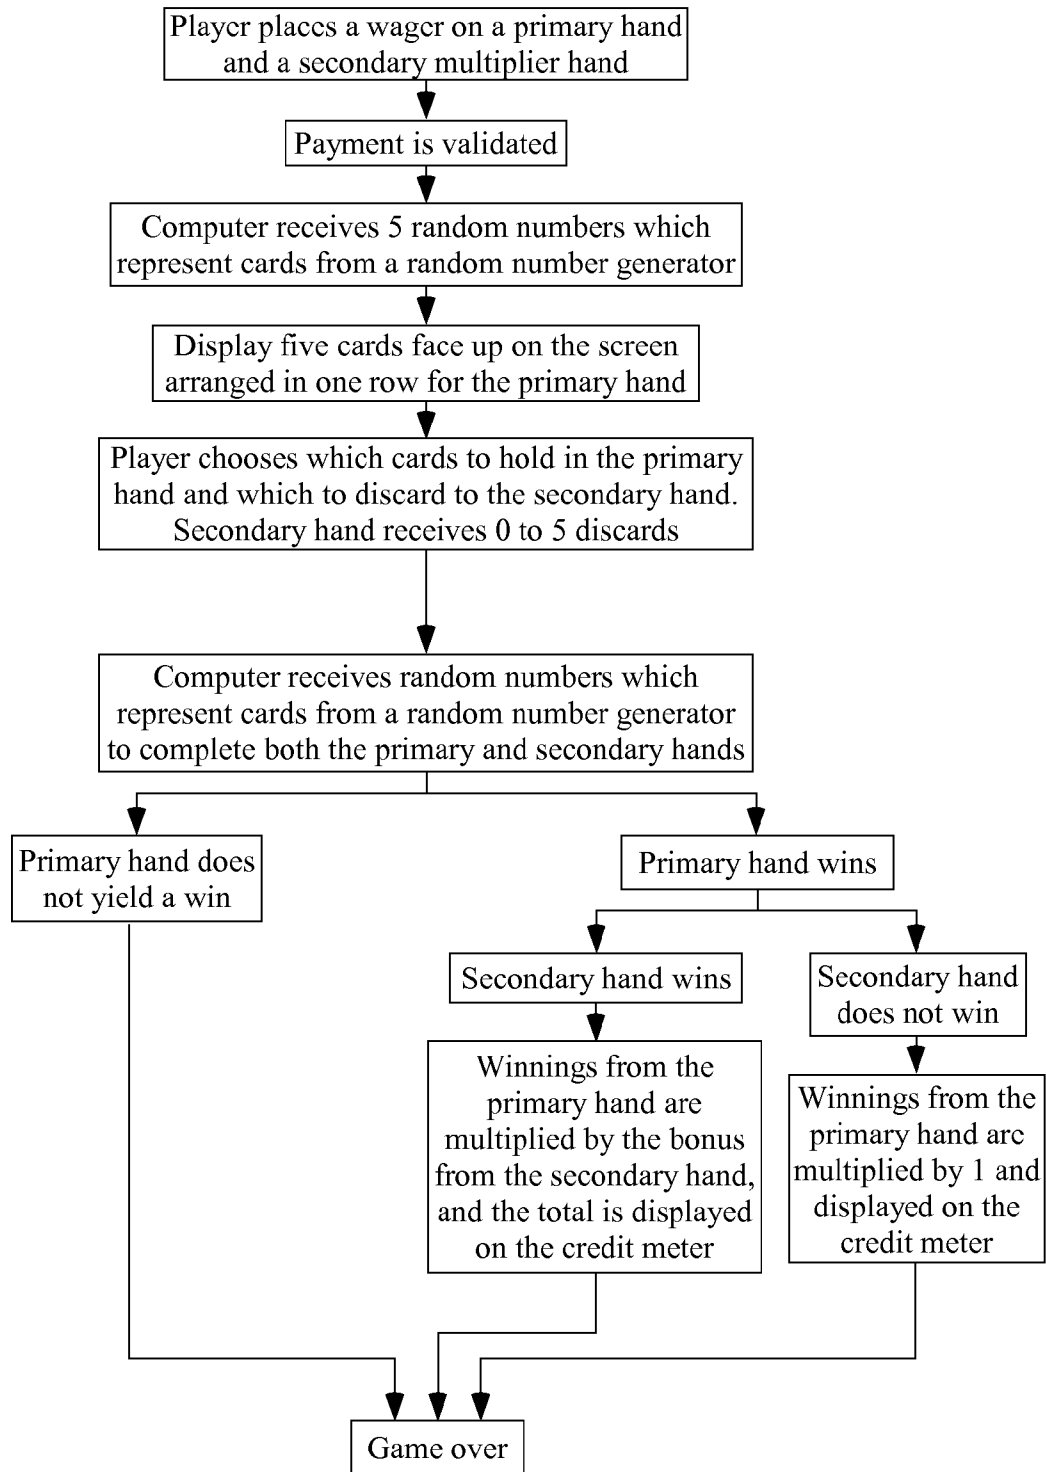 Player places a wager on a primary hand
and a secondary multiplier hand
Payment is validated
Computer receives 5 random numbers which
represent cards from a random number generator
Display five cards face up on the screen
arranged in one row for the primary hand
Player chooses which cards to hold in the primary
hand and which to discard to the secondary hand.
Secondary hand receives 0 to 5 discards
Computer receives random numbers which
represent cards from a random number generator
to complete both the primary and secondary hands
Primary hand does
not yield a win
Primary hand wins
Secondary hand wins
Secondary hand
does not win
Winnings from the
primary hand are
multiplied by the bonus
from the secondary hand,
and the total is displayed
on the credit meter
Winnings from the
primary hand are
multiplied by 1 and
displayed on the
credit meter
Game over